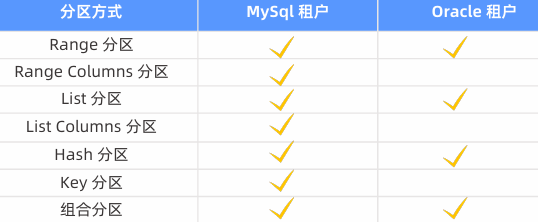 分区方式 MySql 租户 Oracle 租户
Range 分区
Range Columns 分区
List 分区
List Columns 分区
Hash 分区
Key 分区
组合分区